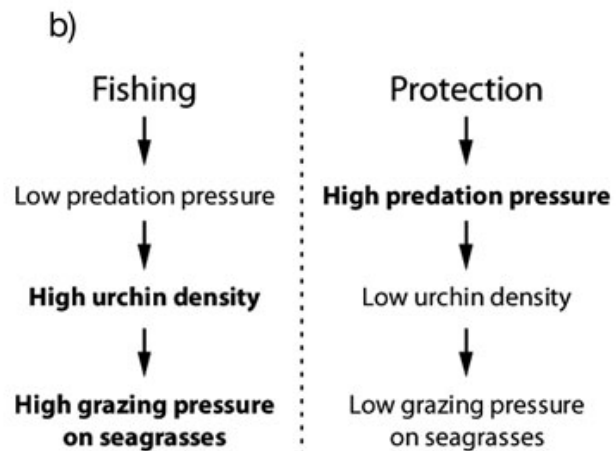 b)
Fishing
Low predation pressure
High urchin density
High grazing pressure
on seagrasses
Protection
High predation pressure
Low urchin density
Low grazing pressure
on seagrasses